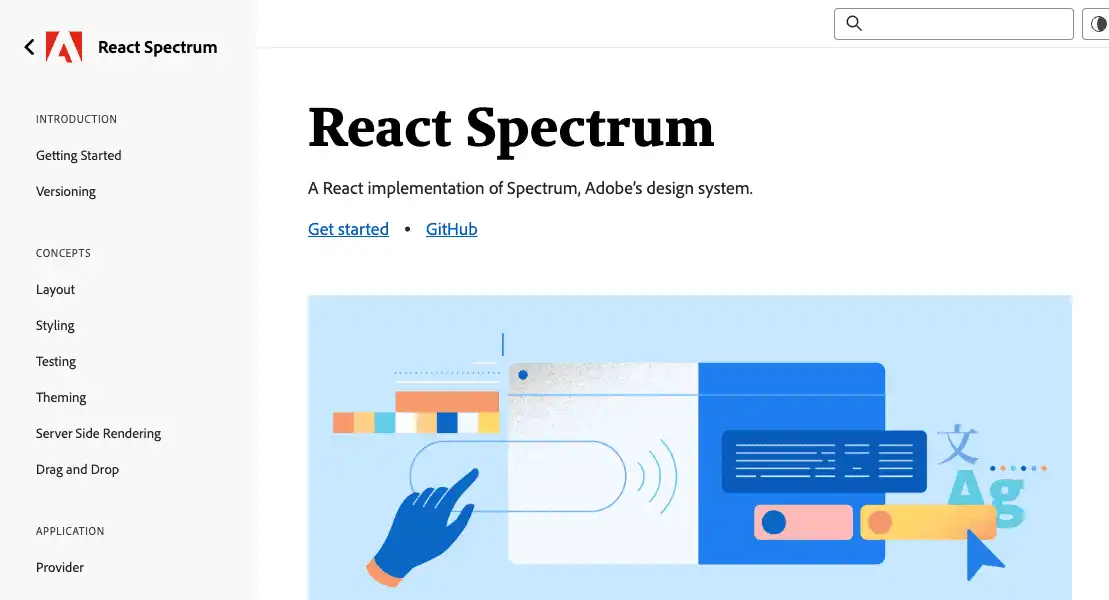 React Spectrum
INTRODUCTION
Getting Started
Versioning
CONCEPTS
Layout
Styling
Testing
Theming
Server Side Rendering
Drag and Drop
APPLICATION
Provider
React Spectrum
A React implementation of Spectrum, Adobe’s design system.
Get started • GitHub
文
Ag